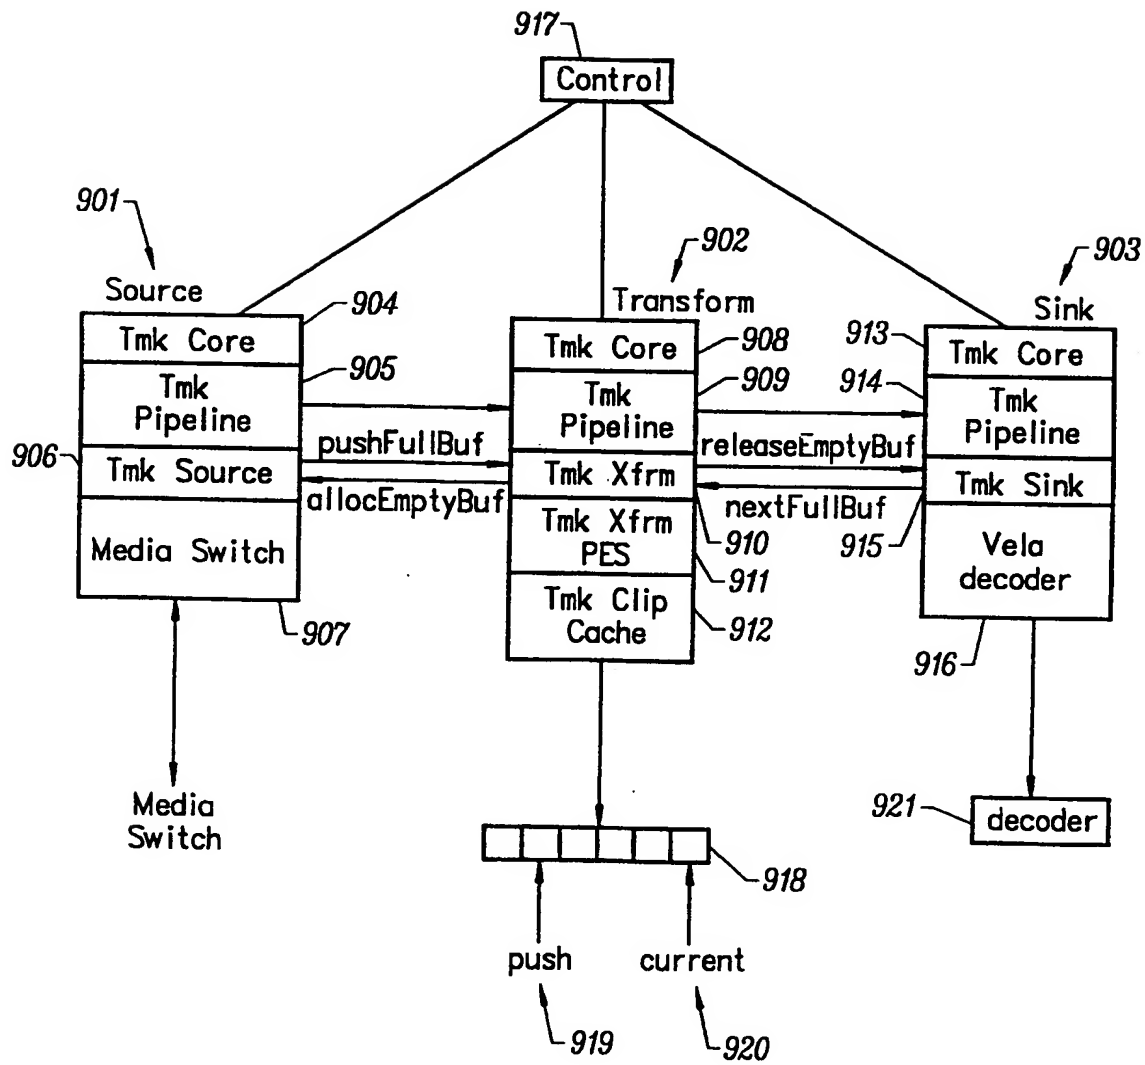 917
Control
901
902
903
Source
Transform
Sink
904
905
906
907
Tmk Core
Tmk
Pipeline
Tmk Source
Media Switch
pushFullBuf
allocEmptyBuf
Tmk Core
Tmk
Pipeline
Tmk Xfrm
Tmk Xfrm
PES
Tmk Clip
Cache
908
909
910
911
912
releaseEmptyBuf
nextFullBuf
913
914
915
916
Tmk Core
Tmk
Pipeline
Tmk Sink
Vela
decoder
Media
Switch
918
921
decoder
push
current
919
920